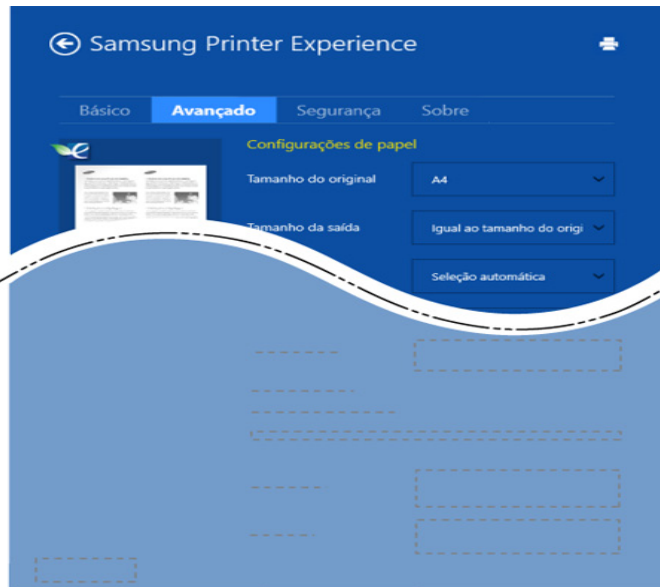 Samsung Printer Experience
Básico Avançado Segurança Sobre
Configurações de papel
Tamanho do original A4
Tamanho da saída Igual ao tamanho do origi
Seleção automática